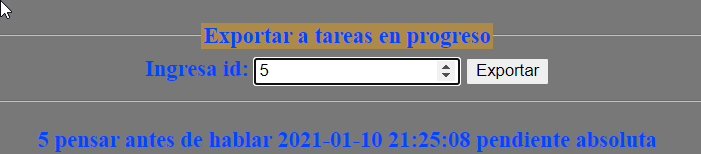 Exportar a tareas en progreso
Ingresa id: 5 Exportar
5 pensar antes de hablar 2021-01-10 21:25:08 pendiente absoluta